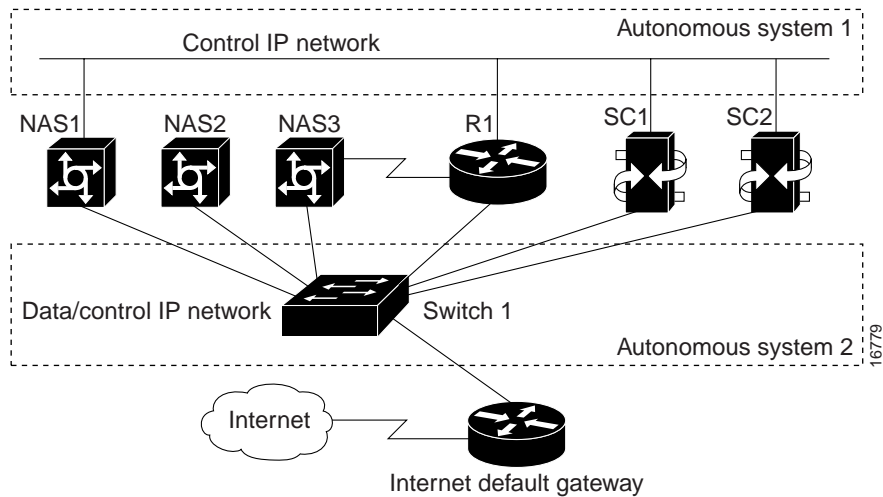 Autonomous system 1
Control IP network
NAS1
NAS2
NAS3
R1
SC1
SC2
Data/control IP network
Switch 1
Autonomous system 2
16779
Internet
Internet default gateway